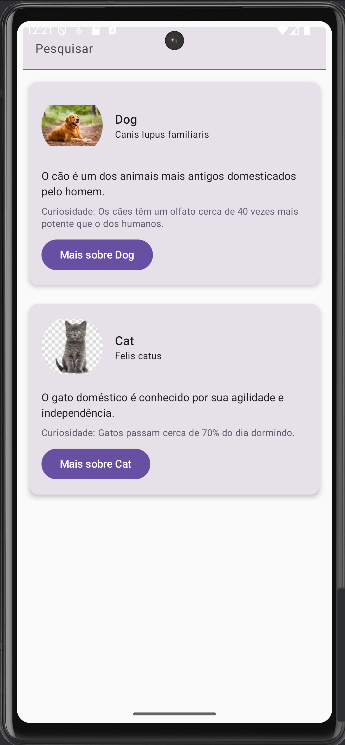 12:21
Pesquisar
Dog
Canis lupus familiaris
O cão é um dos animais mais antigos domesticados
pelo homem.
Curiosidade: Os cães têm um olfato cerca de 40 vezes mais
potente que o dos humanos.
Mais sobre Dog
Cat
Felis catus
O gato doméstico é conhecido por sua agilidade e
independência.
Curiosidade: Gatos passam cerca de 70% do dia dormindo.
Mais sobre Cat